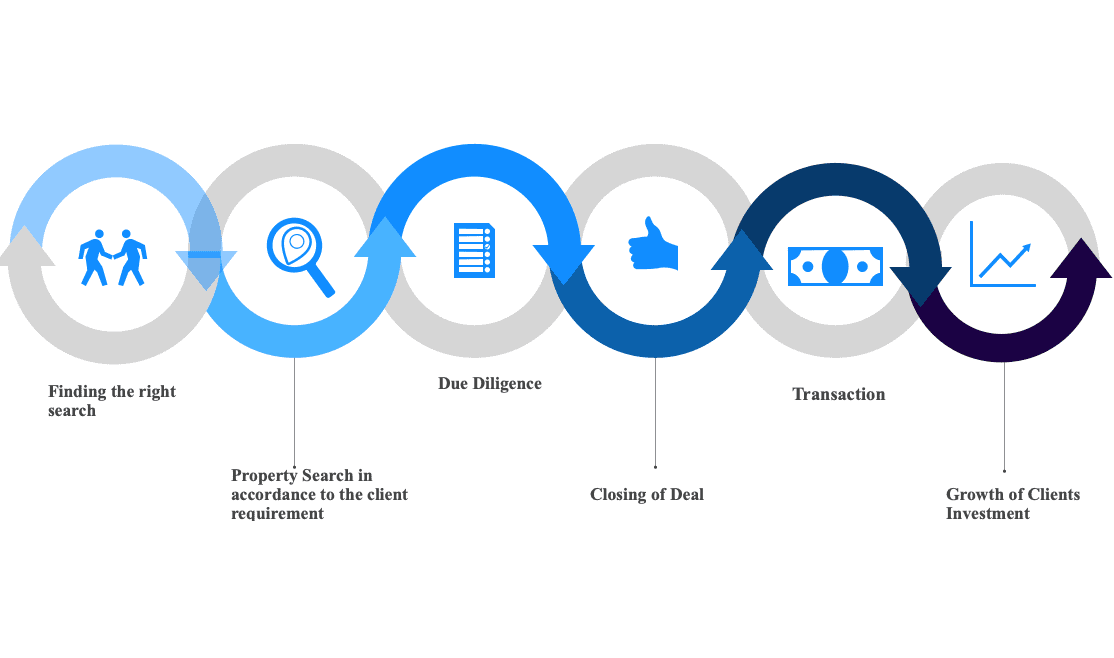 Finding the right
search
Property Search in
accordance to the client
requirement
Due Diligence
Closing of Deal
Transaction
Growth of Clients
Investment